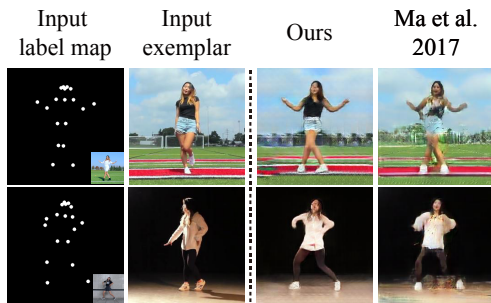 Input label map
Input exemplar
Ours
Ma et al. 2017